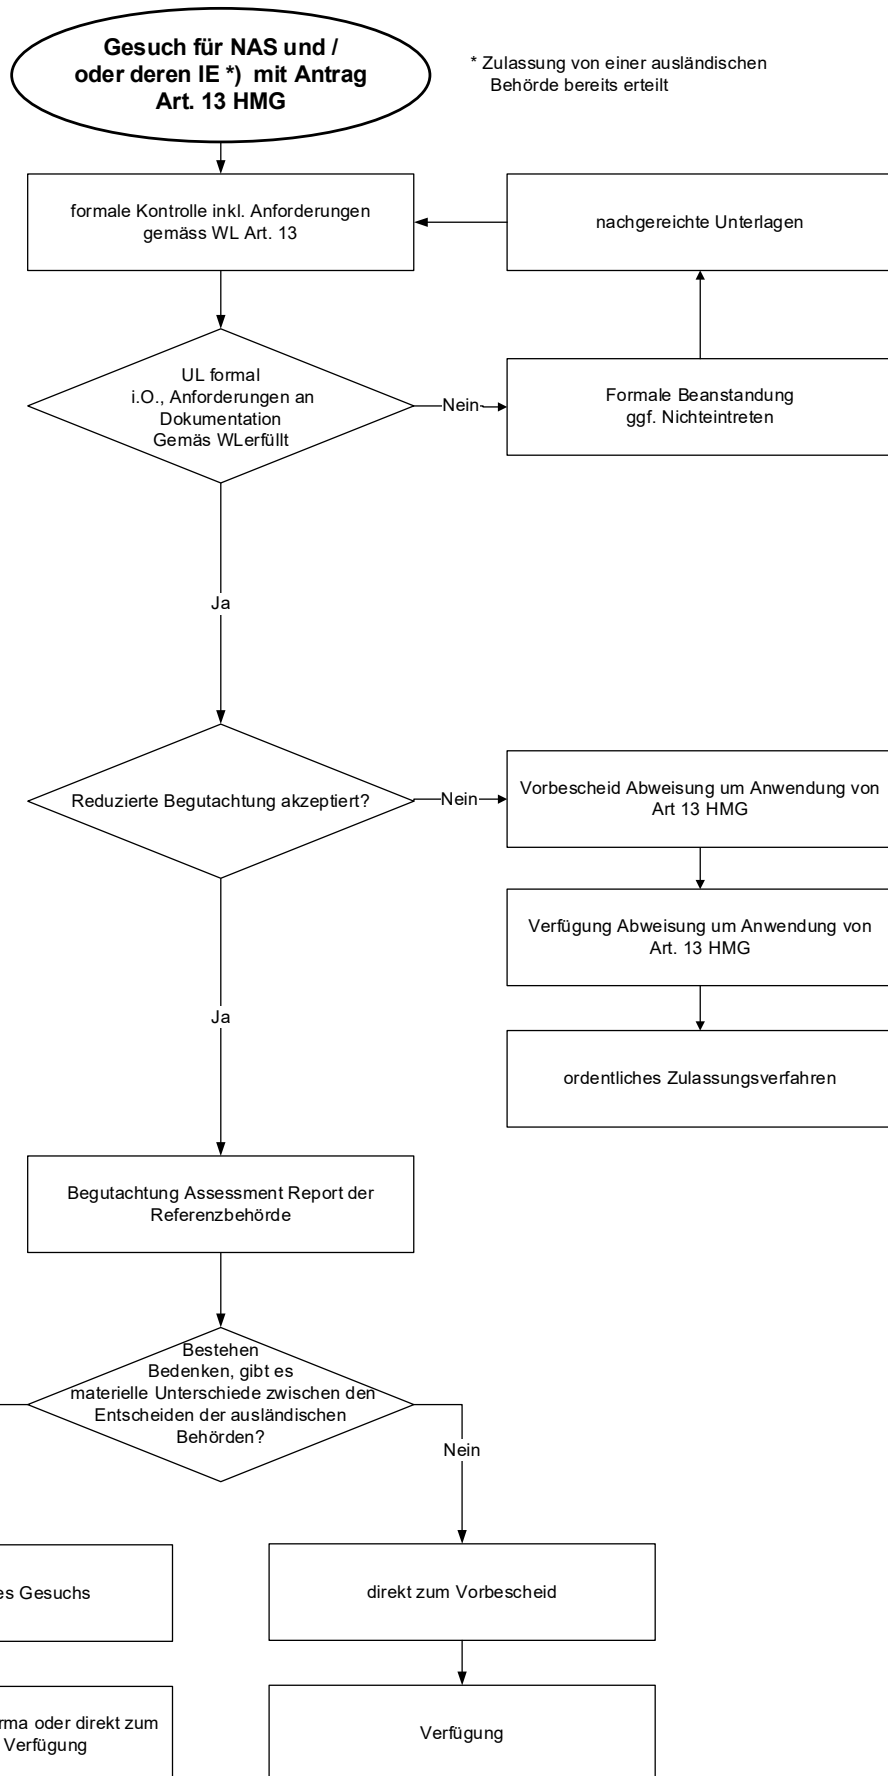 Gesuch für NAS und /
oder deren IE *) mit Antrag
Art. 13 HMG
* Zulassung von einer ausländischen
Behörde bereits erteilt
formale Kontrolle inkl. Anforderungen
gemäss WL Art. 13
nachgereichte Unterlagen
UL formal
i.O., Anforderungen an
Dokumentation
Gemäs WLerfüllt
Nein
Formale Beanstandung
ggf. Nichteintreten
Ja
Reduzierte Begutachtung akzeptiert?
Nein
Vorbescheid Abweisung um Anwendung von
Art 13 HMG
Verfügung Abweisung um Anwendung von
Art. 13 HMG
Ja
ordentliches Zulassungsverfahren
Begutachtung Assessment Report der
Referenzbehörde
Bestehen
Bedenken, gibt es
materielle Unterschiede zwischen den
Entscheiden der ausländischen
Behörden?
Nein
es Gesuchs
direkt zum Vorbescheid
rma oder direkt zum
Verfügung
Verfügung